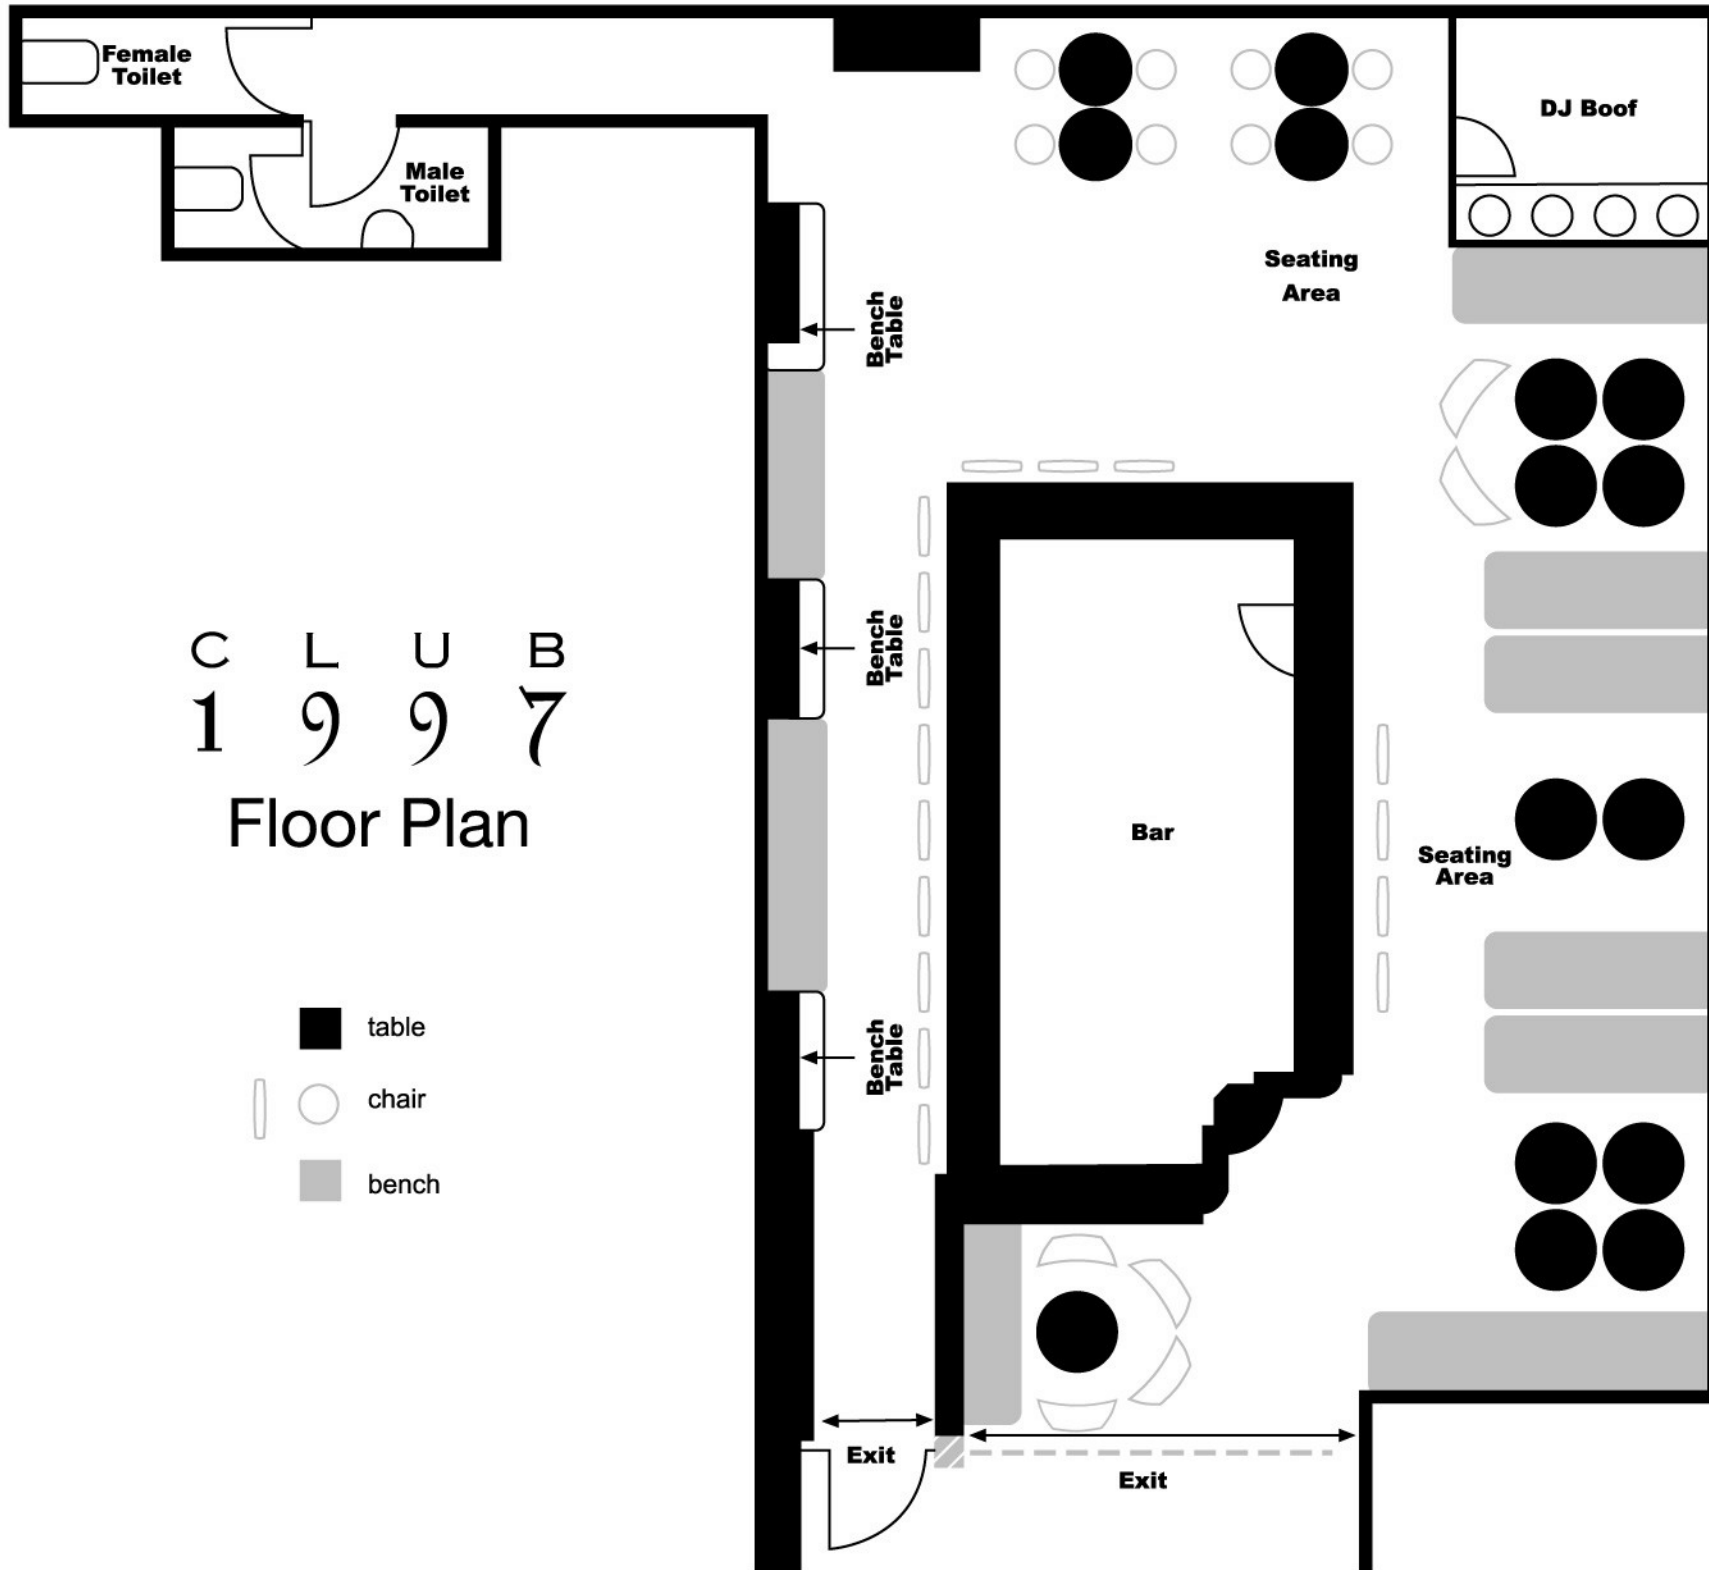 Female
Toilet
Male
Toilet
DJ Boof
Seating
Area
Bench
Table
C L U B
1 9 9 7
Floor Plan
Bench
Table
Bar
Seating
Area
Bench
Table
table
chair
bench
Exit
Exit